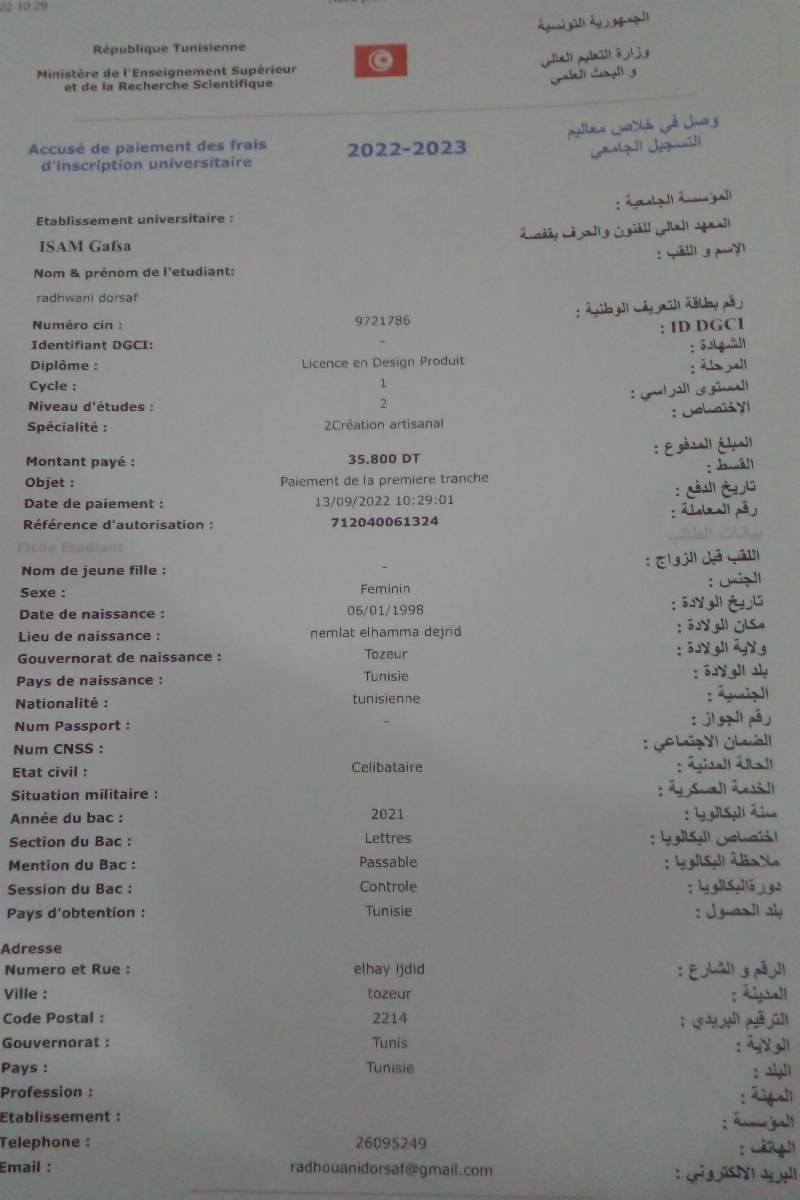 22 10:29
République Tunisienne
Ministère de l'Enseignement Supérieur
et de la Recherche Scientifique
الجمهورية التونسية
وزارة التعليم العالي
و البحث العلمي
Accusé de paiement des frais
d'inscription universitaire
2022-2023
وصل في خلاص معاليم
التسجيل الجامعي
Etablissement universitaire : المؤسسة الجامعية :
ISAM Gafsa المعهد العالي للفنون والحرف بقفصة
Nom & prénom de l'etudiant: الإسم و اللقب :
radhwani dorsaf
Numéro cin : 9721786 رقم بطاقة التعريف الوطنية :
Identifiant DGCI: - ID DGCI :
Diplôme : Licence en Design Produit الشهادة :
Cycle : 1 المرحلة :
Niveau d'études : 2 المستوى الدراسي :
Spécialité : 2Création artisanal الإختصاص :
Montant payé : 35.800 DT المبلغ المدفوع :
Objet : Paiement de la premiere tranche القسط :
Date de paiement : 13/09/2022 10:29:01 تاريخ الدفع :
Référence d'autorisation : 712040061324 رقم المعاملة :
Fiche Etudiant بيانات الطالب
Nom de jeune fille : - اللقب قبل الزواج :
Sexe : Feminin الجنس :
Date de naissance : 06/01/1998 تاريخ الولادة :
Lieu de naissance : nemlat elhamma dejrid مكان الولادة :
Gouvernorat de naissance : Tozeur ولاية الولادة :
Pays de naissance : Tunisie بلد الولادة :
Nationalité : tunisienne الجنسية :
Num Passport : - رقم الجواز :
Num CNSS : الضمان الاجتماعي :
Etat civil : Celibataire الحالة المدنية :
Situation militaire : الخدمة العسكرية :
Année du bac : 2021 سنة البكالويا :
Section du Bac : Lettres اختصاص البكالويا :
Mention du Bac : Passable ملاحظة البكالويا :
Session du Bac : Controle دورةالبكالويا :
Pays d'obtention : Tunisie بلد الحصول :
Adresse
Numero et Rue : elhay ljdid الرقم و الشارع :
Ville : tozeur المدينة :
Code Postal : 2214 الترقيم البريدي :
Gouvernorat : Tunis الولاية :
Pays : Tunisie البلد :
Profession : المهنة :
Etablissement : المؤسسة :
Telephone : 26095249 الهاتف :
Email : radhouanidorsaf@gmail.com البريد الالكتروني :